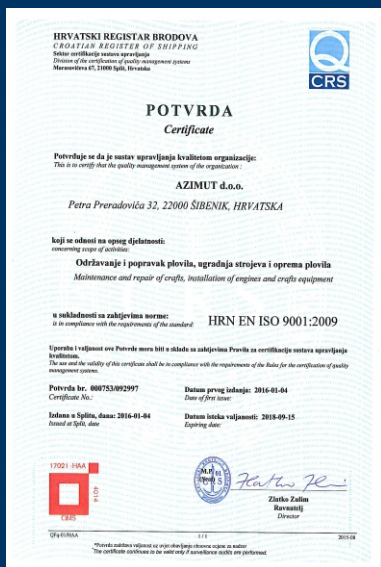 HRVATSKI REGISTAR BRODOVA
CROATIAN REGISTER OF SHIPPING
Sektor certifikacije sustava upravljanja
Division of the certification of quality management systems
Marasovićeva 67, 21000 Split, Hrvatska
Q
CRS
POTVRDA
Certificate
Potvrđuje se da je sustav upravljanja kvalitetom organizacije:
This is to certify that the quality management system of the organization :
AZIMUT d.o.o.
Petra Preradovića 32, 22000 ŠIBENIK, HRVATSKA
koji se odnosi na opseg djelatnosti:
concerning scope of activities:
Održavanje i popravak plovila, ugradnja strojeva i oprema plovila
Maintenance and repair of crafts, installation of engines and crafts equipment
u sukladnosti sa zahtjevima norme:
is in compliance with the requirements of the standard:
HRN EN ISO 9001:2009
Uporaba i valjanost ove Potvrde mora biti u skladu sa zahtjevima Pravila za certifikaciju sustava upravljanja
kvalitetom.
The use and the validity of this certificate shall be in compliance with the requirements of the Rules for the certification of quality
management systems.
Potvrda br. 000753/092997
Certificate No.:
Datum prvog izdanja: 2016-01-04
Date of first issue:
Izdana u Splitu, dana: 2016-01-04
Issued at Split, date
Datum isteka valjanosti: 2018-09-15
Expiring date:
17021-HAA
4014
QMS
M.P.
(Seal)
Zlatko Zulim
Ravnatelj
Director
1/1
2015-08
*Potvrda zadržava valjanost uz uvjet obavljanja nadzora
The certificate continues to be valid only if surveillance audits are performed.